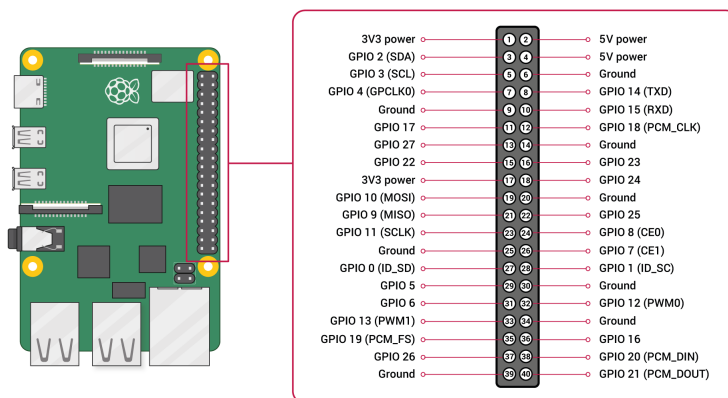 3V3 power 1 2 5V power
GPIO 2 (SDA) 3 4 5V power
GPIO 3 (SCL) 5 6 Ground
GPIO 4 (GPCLK0) 7 8 GPIO 14 (TXD)
Ground 9 10 GPIO 15 (RXD)
GPIO 17 11 12 GPIO 18 (PCM_CLK)
GPIO 27 13 14 Ground
GPIO 22 15 16 GPIO 23
3V3 power 17 18 GPIO 24
GPIO 10 (MOSI) 19 20 Ground
GPIO 9 (MISO) 21 22 GPIO 25
GPIO 11 (SCLK) 23 24 GPIO 8 (CE0)
Ground 25 26 GPIO 7 (CE1)
GPIO 0 (ID_SD) 27 28 GPIO 1 (ID_SC)
GPIO 5 29 30 Ground
GPIO 6 31 32 GPIO 12 (PWM0)
GPIO 13 (PWM1) 33 34 Ground
GPIO 19 (PCM_FS) 35 36 GPIO 16
GPIO 26 37 38 GPIO 20 (PCM_DIN)
Ground 39 40 GPIO 21 (PCM_DOUT)